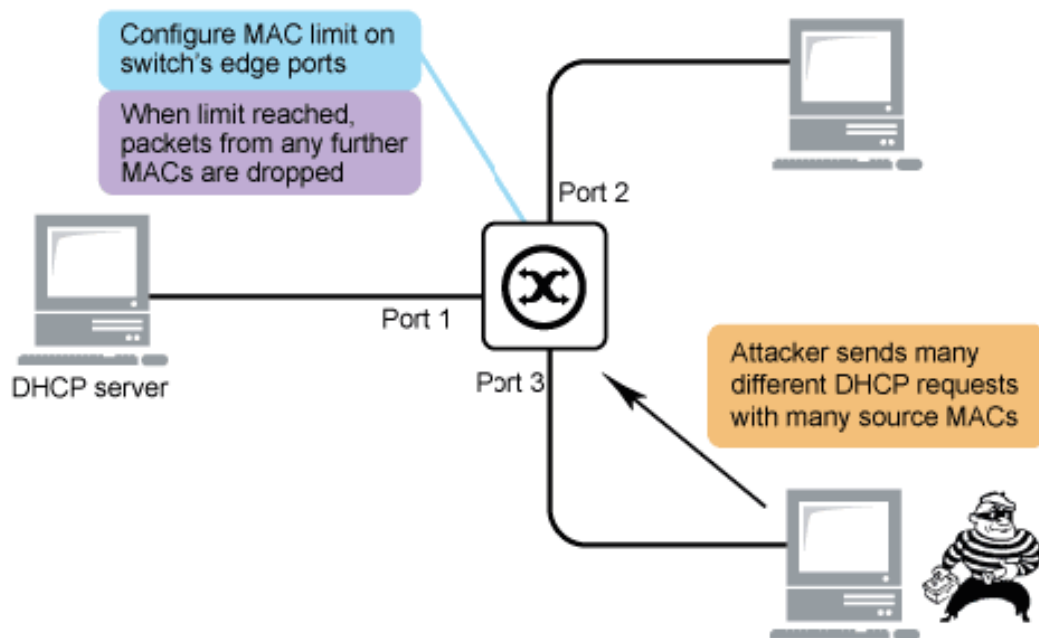 Configure MAC limit on
switch's edge ports
When limit reached,
packets from any further
MACs are dropped
Port 2
Port 1
DHCP server
Port 3
Attacker sends many
different DHCP requests
with many source MACs